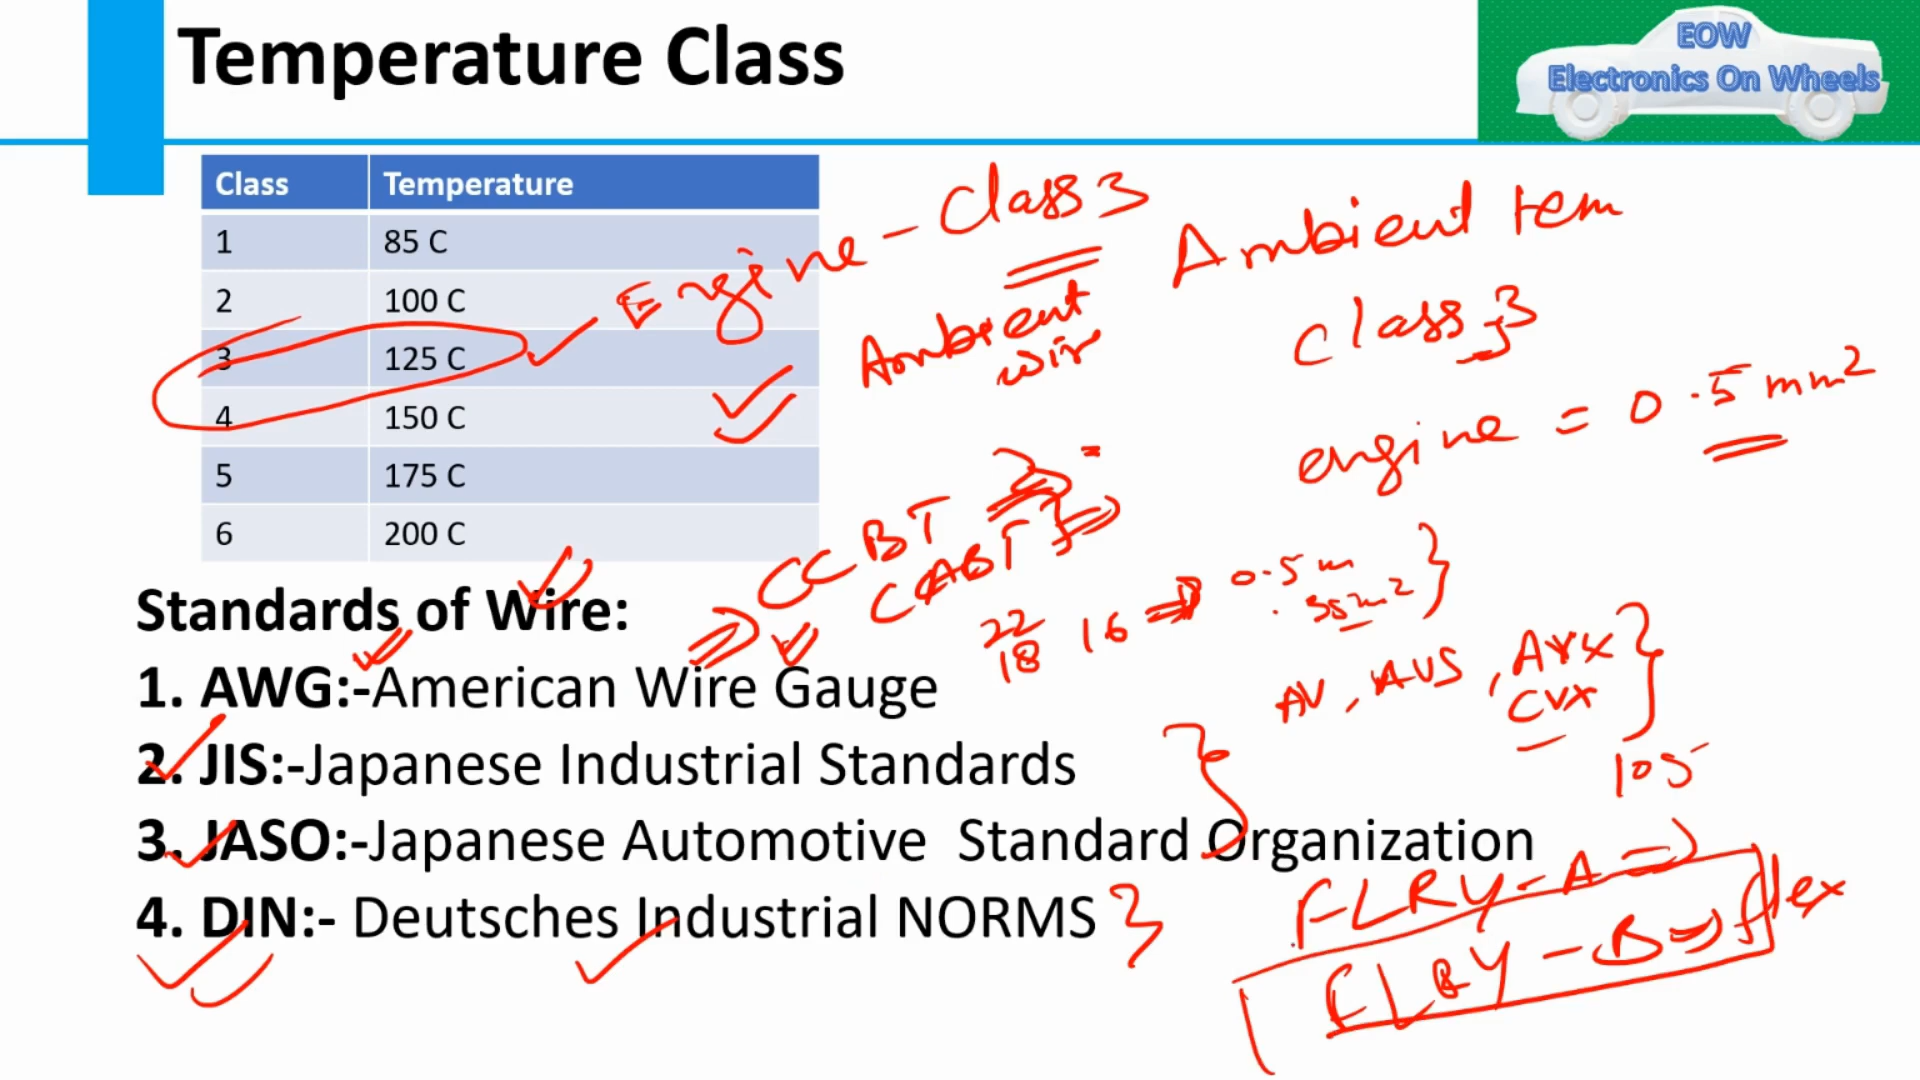 Temperature Class
EOW
Electronics On Wheels
Class Temperature
1 85 C
2 100 C
3 125 C
4 150 C
5 175 C
6 200 C
Engine - Class 3
Ambient tem
Ambient
wir
class 3
engine = 0.5 mm2
CCBT
CABT
22
18 16
0.5 m
AV, AVS, AVX
CVX
105
Standards of Wire:
1. AWG:-American Wire Gauge
2. JIS:-Japanese Industrial Standards
3. JASO:-Japanese Automotive Standard Organization
4. DIN:- Deutsches Industrial NORMS
FLRY-A
FLRY-B flex